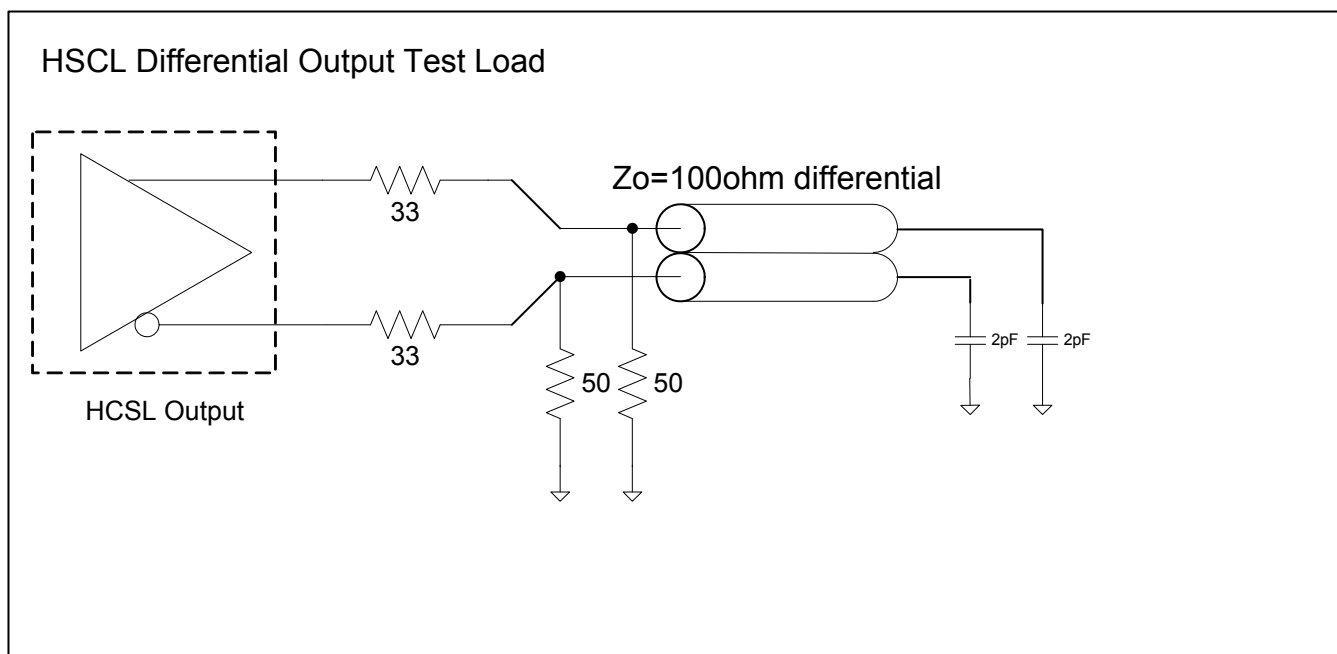 HSCL Differential Output Test Load
Zo=100ohm differential
33
33
2pF
2pF
50
50
HCSL Output